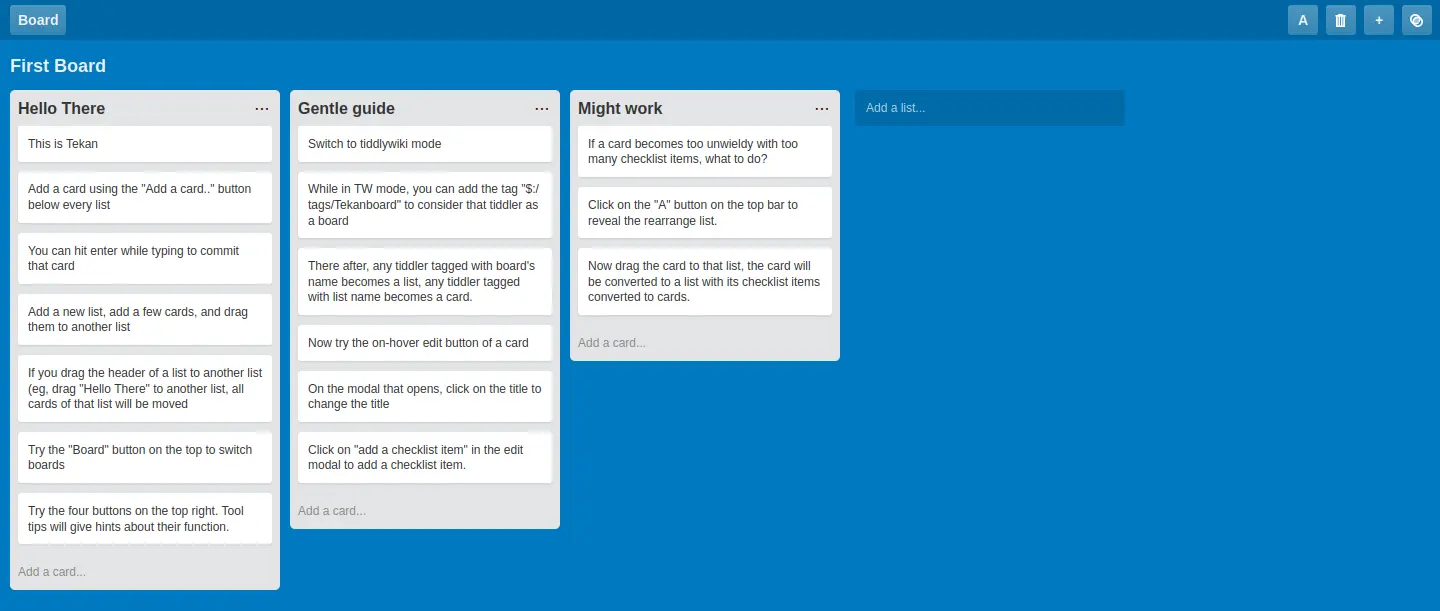 Board
A
+
First Board
Hello There
...
This is Tekan
Add a card using the "Add a card.." button
below every list
You can hit enter while typing to commit
that card
Add a new list, add a few cards, and drag
them to another list
If you drag the header of a list to another list
(eg, drag "Hello There" to another list, all
cards of that list will be moved
Try the "Board" button on the top to switch
boards
Try the four buttons on the top right. Tool
tips will give hints about their function.
Add a card...
Gentle guide
...
Switch to tiddlywiki mode
While in TW mode, you can add the tag "$:/
tags/Tekanboard" to consider that tiddler as
a board
There after, any tiddler tagged with board's
name becomes a list, any tiddler tagged
with list name becomes a card.
Now try the on-hover edit button of a card
On the modal that opens, click on the title to
change the title
Click on "add a checklist item" in the edit
modal to add a checklist item.
Add a card...
Might work
...
If a card becomes too unwieldy with too
many checklist items, what to do?
Click on the "A" button on the top bar to
reveal the rearrange list.
Now drag the card to that list, the card will
be converted to a list with its checklist items
converted to cards.
Add a card...
Add a list...